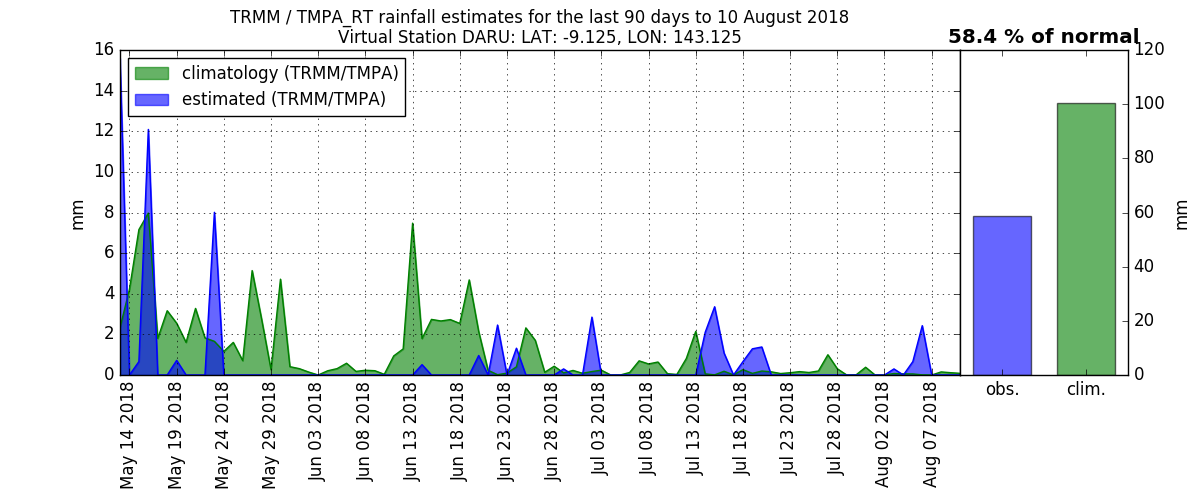 TRMM / TMPA_RT rainfall estimates for the last 90 days to 10 August 2018
Virtual Station DARU: LAT: -9.125, LON: 143.125
58.4 % of normal
climatology (TRMM/TMPA)
estimated (TRMM/TMPA)
mm
16
14
12
10
8
6
4
2
0
May 14 2018
May 19 2018
May 24 2018
May 29 2018
Jun 03 2018
Jun 08 2018
Jun 13 2018
Jun 18 2018
Jun 23 2018
Jun 28 2018
Jul 03 2018
Jul 08 2018
Jul 13 2018
Jul 18 2018
Jul 23 2018
Jul 28 2018
Aug 02 2018
Aug 07 2018
obs.
clim.
120
100
80
60
40
20
0
mm